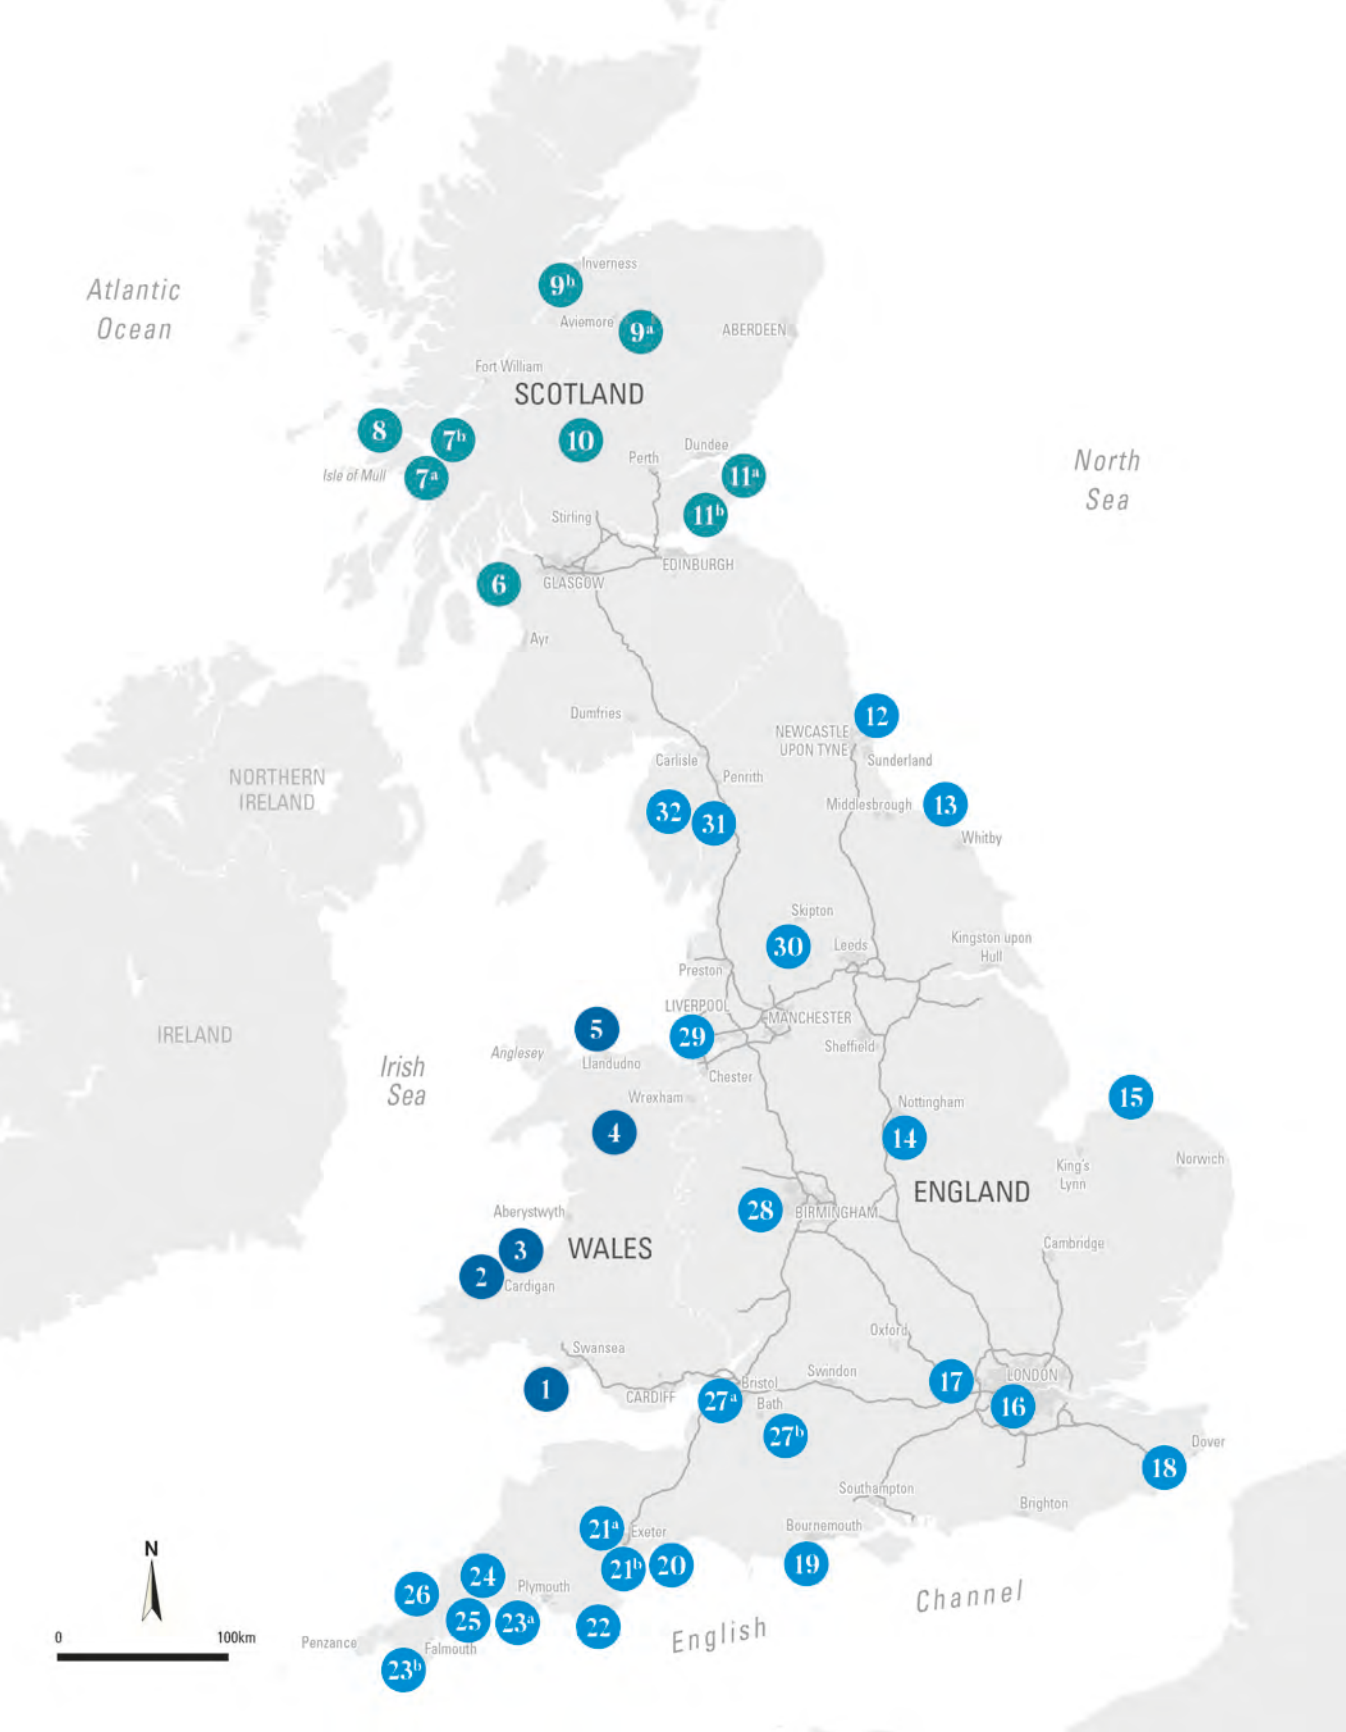 Inverness
9b
Atlantic
Ocean
Aviemore
9a
ABERDEEN
Fort William
SCOTLAND
8
7b
10
Dundee
Perth
North
Sea
Isle of Mull
7a
11a
11b
Stirling
EDINBURGH
6
GLASGOW
Ayr
Dumfries
12
NEWCASTLE
UPON TYNE
Carlisle
Sunderland
Penrith
NORTHERN
IRELAND
32
31
Middlesbrough
13
Whitby
Skipton
30
Leeds
Kingston upon
Hull
Preston
LIVERPOOL
MANCHESTER
IRELAND
5
29
Sheffield
Anglesey
Llandudno
Irish
Sea
Chester
Wrexham
Nottingham
15
4
14
King's
Lynn
Norwich
ENGLAND
Aberystwyth
28
BIRMINGHAM
3
WALES
Cambridge
2
Cardigan
Oxford
Swansea
Swindon
LONDON
1
CARDIFF
Bristol
17
27a
Bath
16
27b
Dover
18
Southampton
Brighton
21a
Exeter
Bournemouth
N
21b
20
19
24
Plymouth
26
Channel
25
23a
22
English
0
100km
Penzance
Falmouth
23b